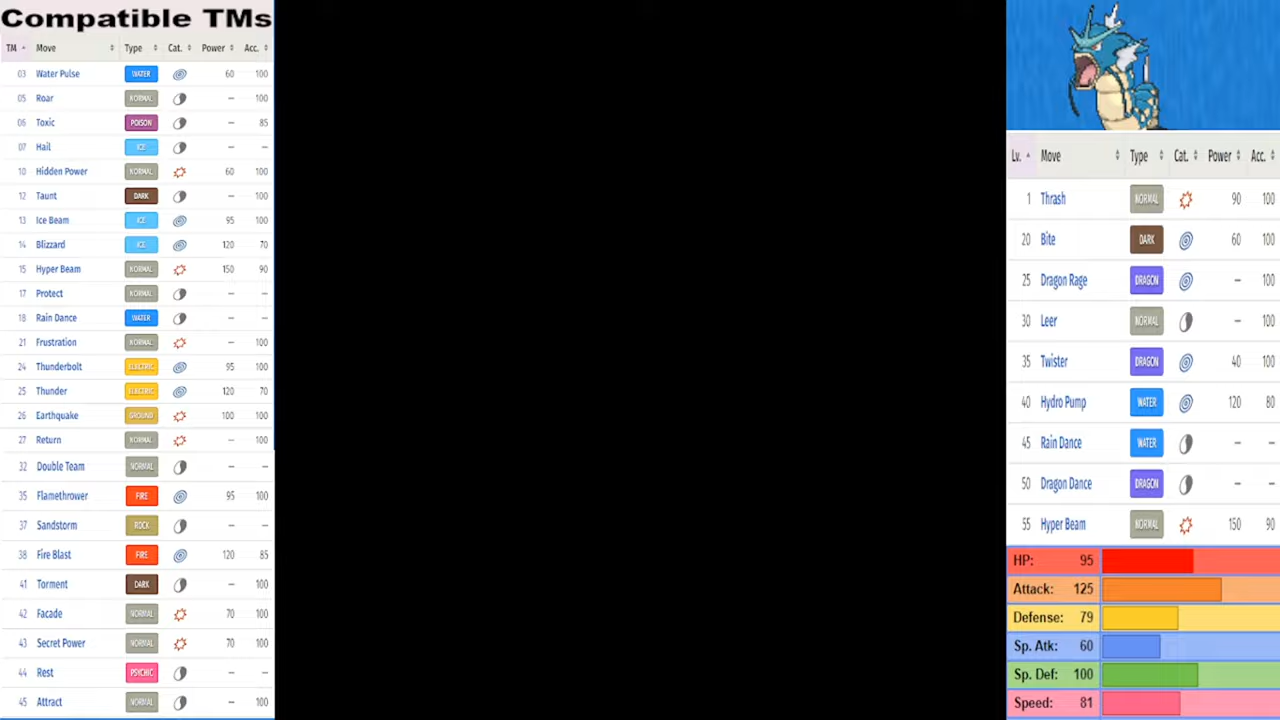 Compatible TMs
TM Move Type Cat. Power Acc.
03 Water Pulse WATER 60 100
05 Roar NORMAL — 100
06 Toxic POISON — 85
07 Hail ICE — —
10 Hidden Power NORMAL 60 100
12 Taunt DARK — 100
13 Ice Beam ICE 95 100
14 Blizzard ICE 120 70
15 Hyper Beam NORMAL 150 90
17 Protect NORMAL — —
18 Rain Dance WATER — —
21 Frustration NORMAL — 100
24 Thunderbolt ELECTRIC 95 100
25 Thunder ELECTRIC 120 70
26 Earthquake GROUND 100 100
27 Return NORMAL — 100
32 Double Team NORMAL — —
35 Flamethrower FIRE 95 100
37 Sandstorm ROCK — —
38 Fire Blast FIRE 120 85
41 Torment DARK — 100
42 Facade NORMAL 70 100
43 Secret Power NORMAL 70 100
44 Rest PSYCHIC — —
45 Attract NORMAL — 100
Lv. Move Type Cat. Power Acc.
1 Thrash NORMAL 90 100
20 Bite DARK 60 100
25 Dragon Rage DRAGON — 100
30 Leer NORMAL — 100
35 Twister DRAGON 40 100
40 Hydro Pump WATER 120 80
45 Rain Dance WATER — —
50 Dragon Dance DRAGON — —
55 Hyper Beam NORMAL 150 90
HP: 95
Attack: 125
Defense: 79
Sp. Atk: 60
Sp. Def: 100
Speed: 81